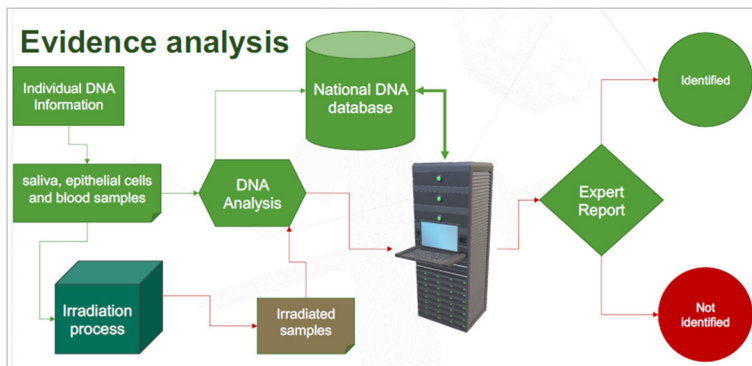 Evidence analysis
Individual DNA
Information
National DNA
database
Identified
saliva, epithelial cells
and blood samples
DNA
Analysis
Expert
Report
Irradiation
process
Irradiated
samples
Not
identified